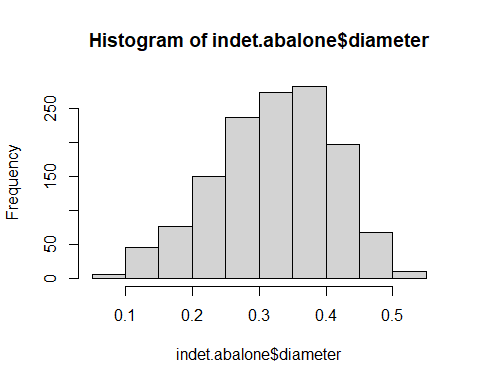 Histogram of indet.abalone$diameter
Frequency
250
150
50
0
0.1 0.2 0.3 0.4 0.5
indet.abalone$diameter